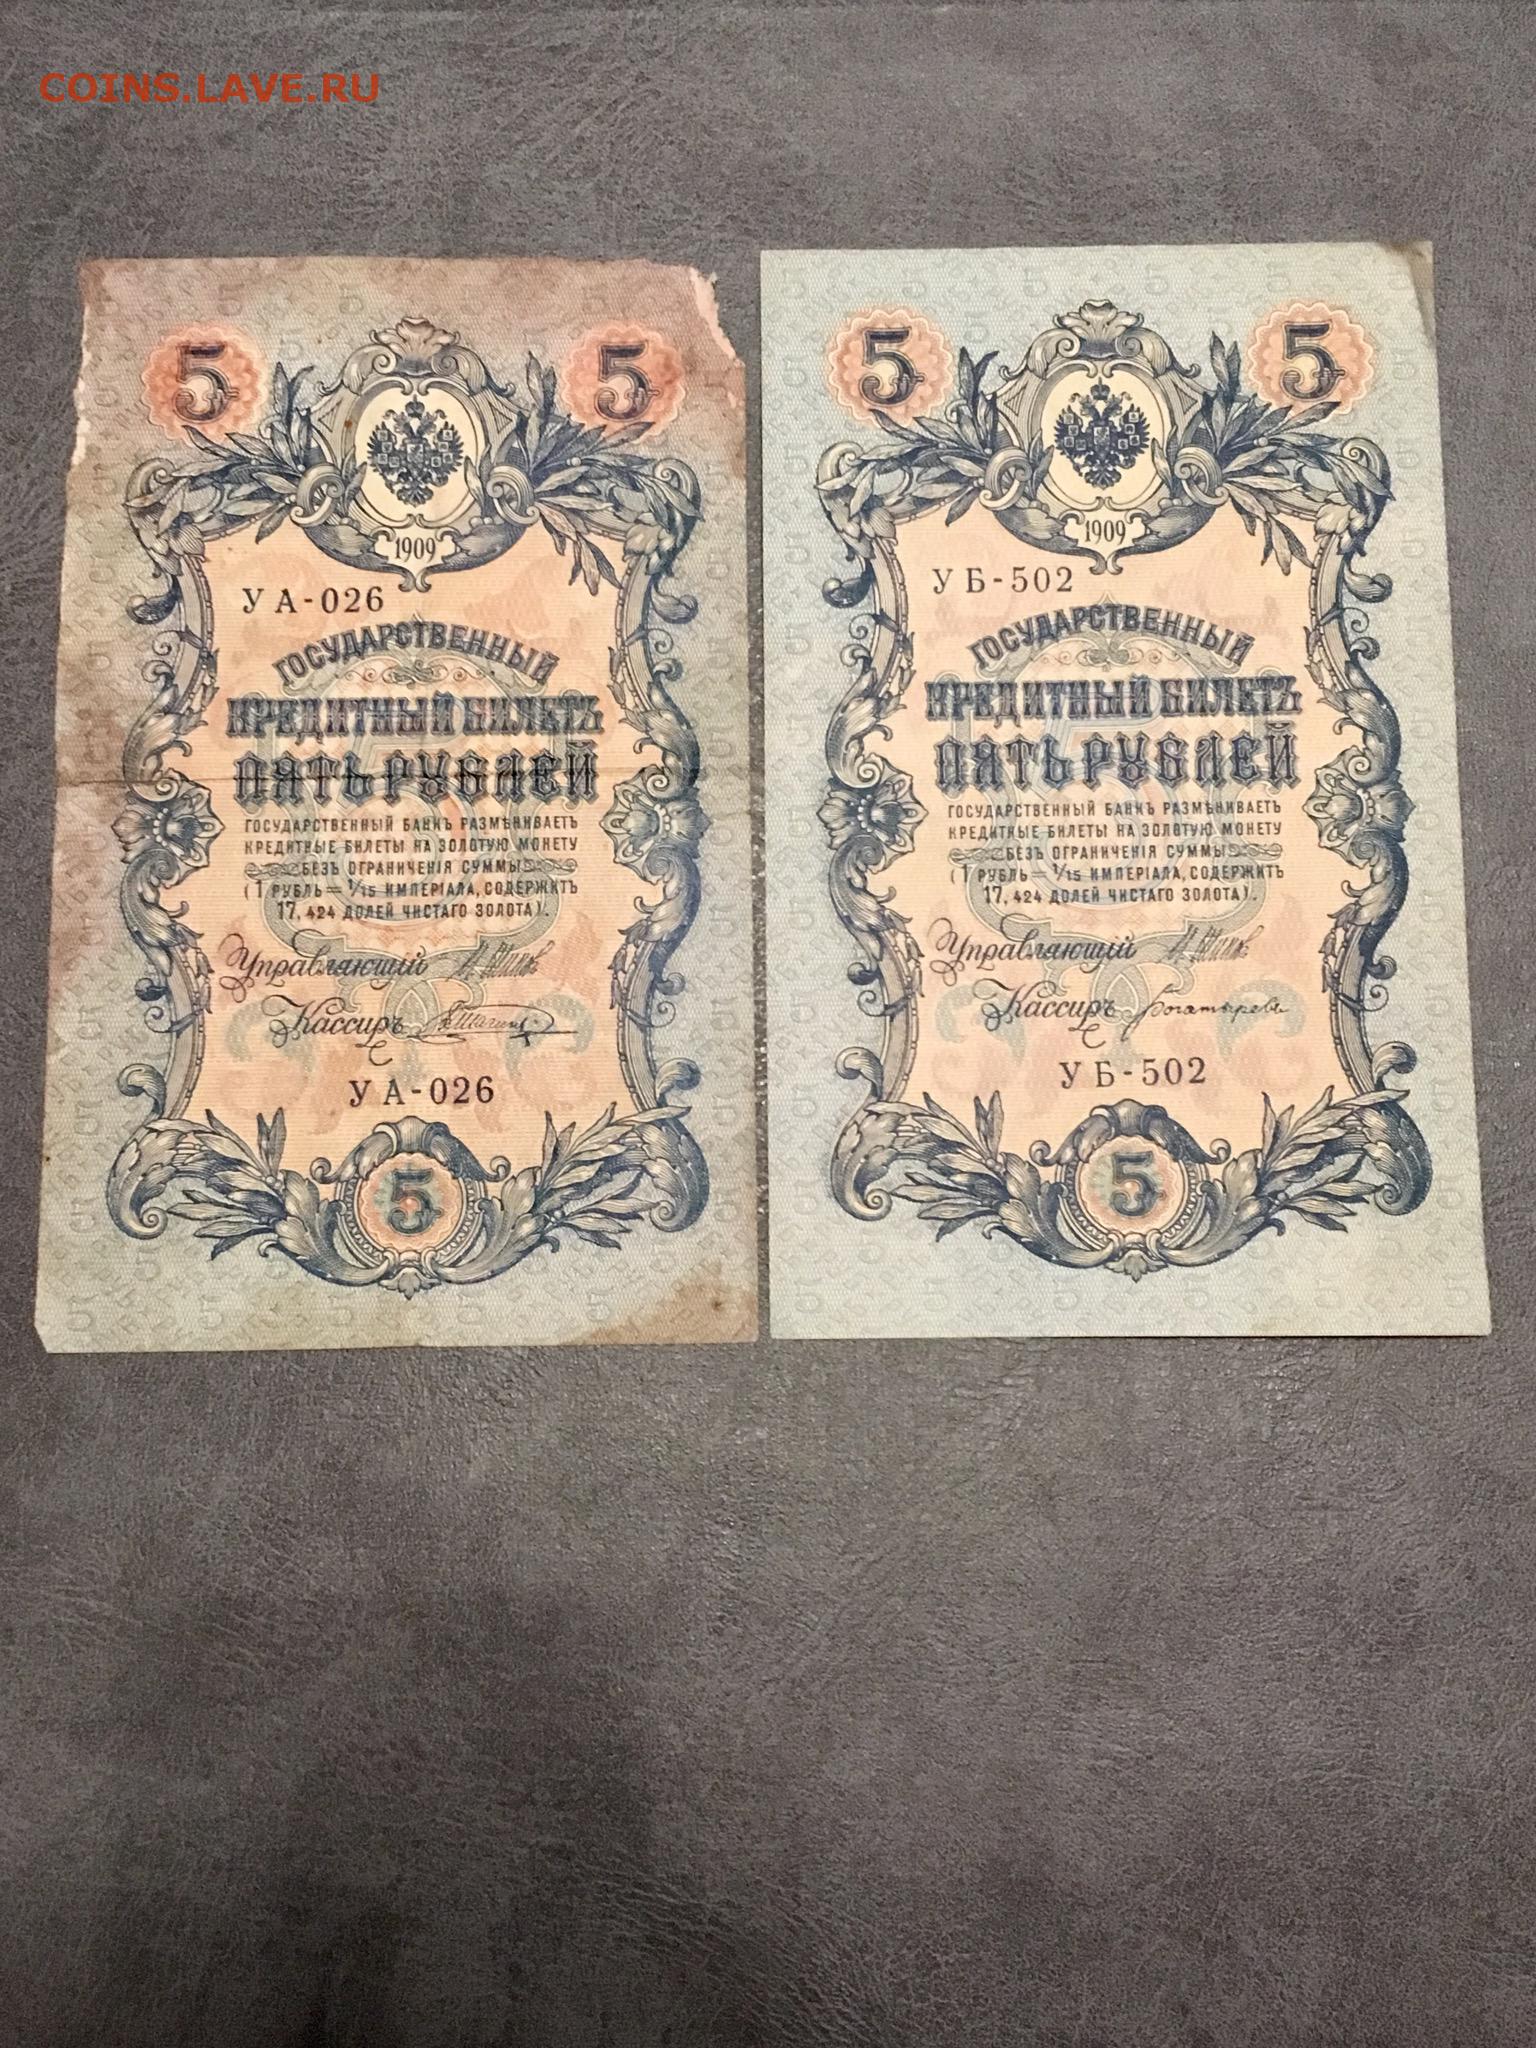 COINS.LAVE.RU
5 5
1909
УА-026
ГОСУДАРСТВЕННЫЙ
КРЕДИТНЫЙ БИЛЕТЪ
ПЯТЬ РУБЛЕЙ
ГОСУДАРСТВЕННЫЙ БАНКЪ РАЗМѢНИВАЕТЪ
КРЕДИТНЫЕ БИЛЕТЫ НА ЗОЛОТУЮ МОНЕТУ
БЕЗЪ ОГРАНИЧЕНІЯ СУММЫ
(1 РУБЛЬ = 1/15 ИМПЕРІАЛА, СОДЕРЖИТЪ
17,424 ДОЛЕЙ ЧИСТАГО ЗОЛОТА).
Управляющій И Шипов
Кассиръ
УА-026
5
5 5
1909
УБ-502
ГОСУДАРСТВЕННЫЙ
КРЕДИТНЫЙ БИЛЕТЪ
ПЯТЬ РУБЛЕЙ
ГОСУДАРСТВЕННЫЙ БАНКЪ РАЗМѢНИВАЕТЪ
КРЕДИТНЫЕ БИЛЕТЫ НА ЗОЛОТУЮ МОНЕТУ
БЕЗЪ ОГРАНИЧЕНІЯ СУММЫ
(1 РУБЛЬ = 1/15 ИМПЕРІАЛА, СОДЕРЖИТЪ
17,424 ДОЛЕЙ ЧИСТАГО ЗОЛОТА).
Управляющій И Шипов
Кассиръ Богатыревъ
УБ-502
5